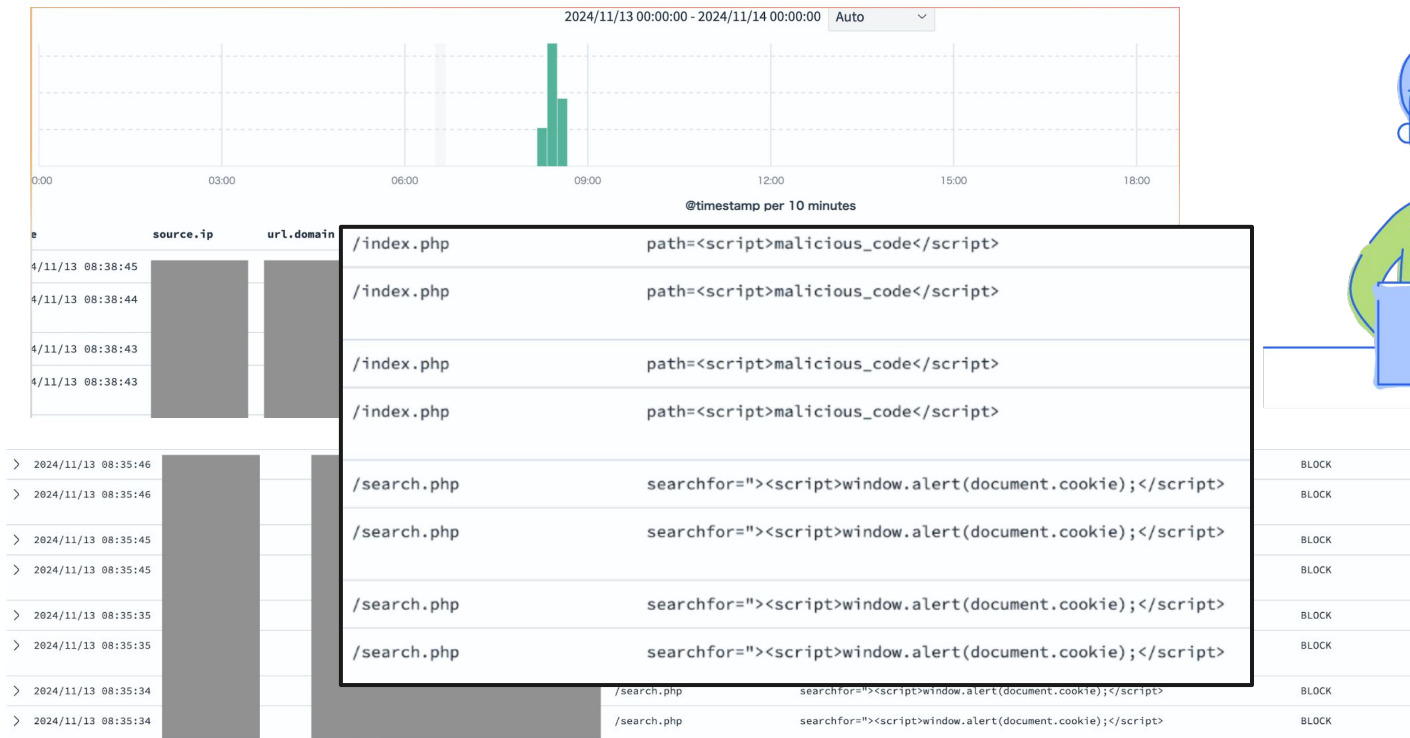 2024/11/13 00:00:00 - 2024/11/14 00:00:00 Auto
0:00 03:00 06:00 09:00 12:00 15:00 18:00
@timestamp per 10 minutes
e source.ip url.domain
4/11/13 08:38:45
4/11/13 08:38:44
4/11/13 08:38:43
4/11/13 08:38:43
/index.php path=<script>malicious_code</script>
/index.php path=<script>malicious_code</script>
/index.php path=<script>malicious_code</script>
/index.php path=<script>malicious_code</script>
/search.php searchfor="><script>window.alert(document.cookie);</script>
/search.php searchfor="><script>window.alert(document.cookie);</script>
/search.php searchfor="><script>window.alert(document.cookie);</script>
/search.php searchfor="><script>window.alert(document.cookie);</script>
2024/11/13 08:35:46 BLOCK
2024/11/13 08:35:46 BLOCK
2024/11/13 08:35:45 BLOCK
2024/11/13 08:35:45 BLOCK
2024/11/13 08:35:35 BLOCK
2024/11/13 08:35:35 BLOCK
2024/11/13 08:35:34 /search.php searchfor="><script>window.alert(document.cookie);</script> BLOCK
2024/11/13 08:35:34 /search.php searchfor="><script>window.alert(document.cookie);</script> BLOCK